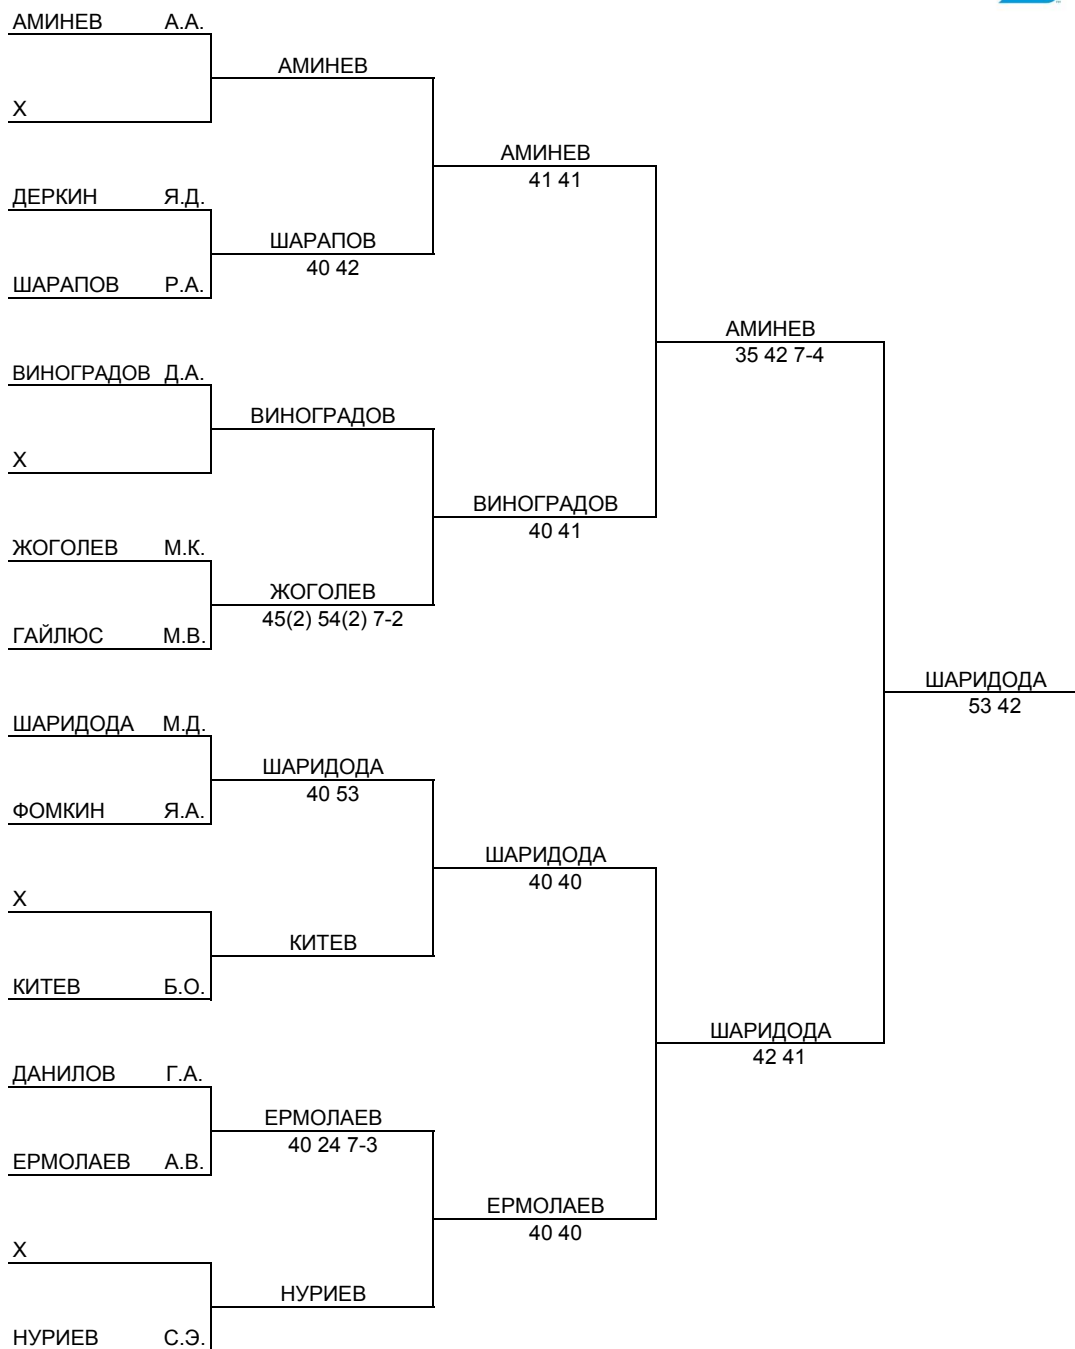 АМИНЕВ А.А.
АМИНЕВ
X
АМИНЕВ
41 41
ДЕРКИН Я.Д.
ШАРАПОВ
40 42
ШАРАПОВ Р.А.
АМИНЕВ
35 42 7-4
ВИНОГРАДОВ Д.А.
ВИНОГРАДОВ
X
ВИНОГРАДОВ
40 41
ЖОГОЛЕВ М.К.
ЖОГОЛЕВ
45(2) 54(2) 7-2
ГАЙЛЮС М.В.
ШАРИДОДА
53 42
ШАРИДОДА М.Д.
ШАРИДОДА
40 53
ФОМКИН Я.А.
ШАРИДОДА
40 40
X
КИТЕВ
КИТЕВ Б.О.
ШАРИДОДА
42 41
ДАНИЛОВ Г.А.
ЕРМОЛАЕВ
40 24 7-3
ЕРМОЛАЕВ А.В.
ЕРМОЛАЕВ
40 40
X
НУРИЕВ
НУРИЕВ С.Э.